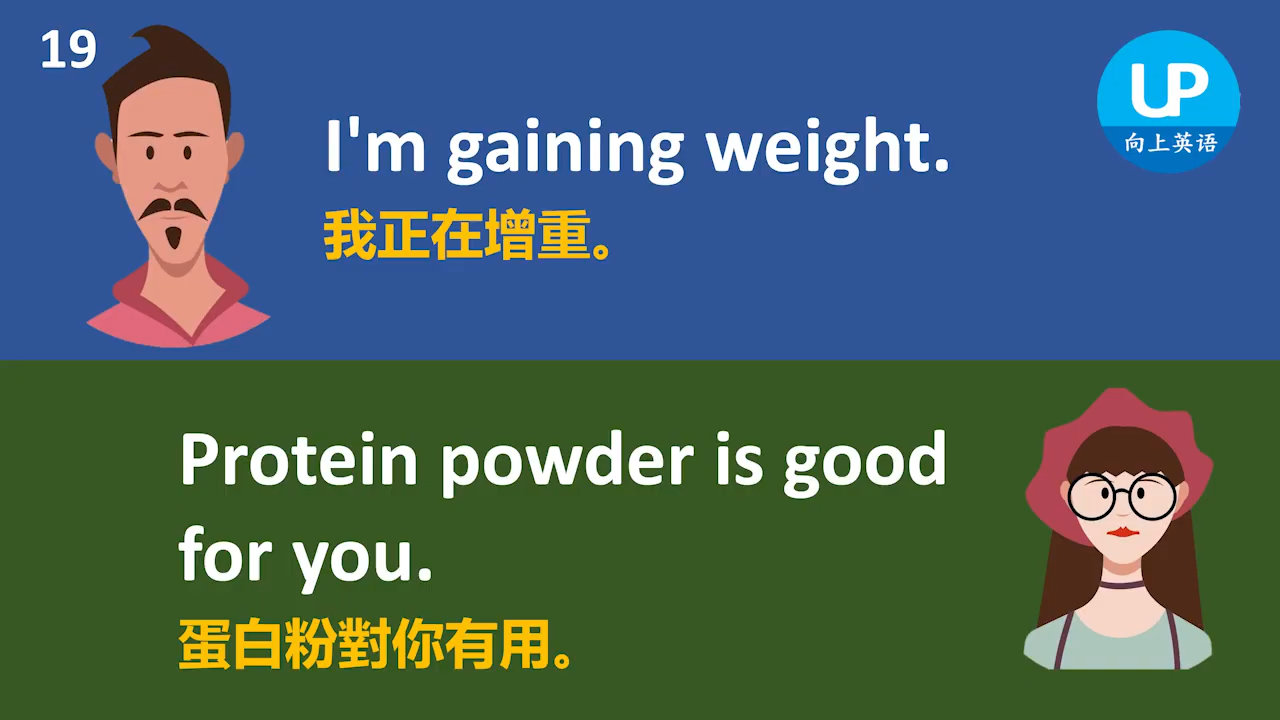 19
UP
向上英语
I'm gaining weight.
我正在增重。
Protein powder is good
for you.
蛋白粉對你有用。